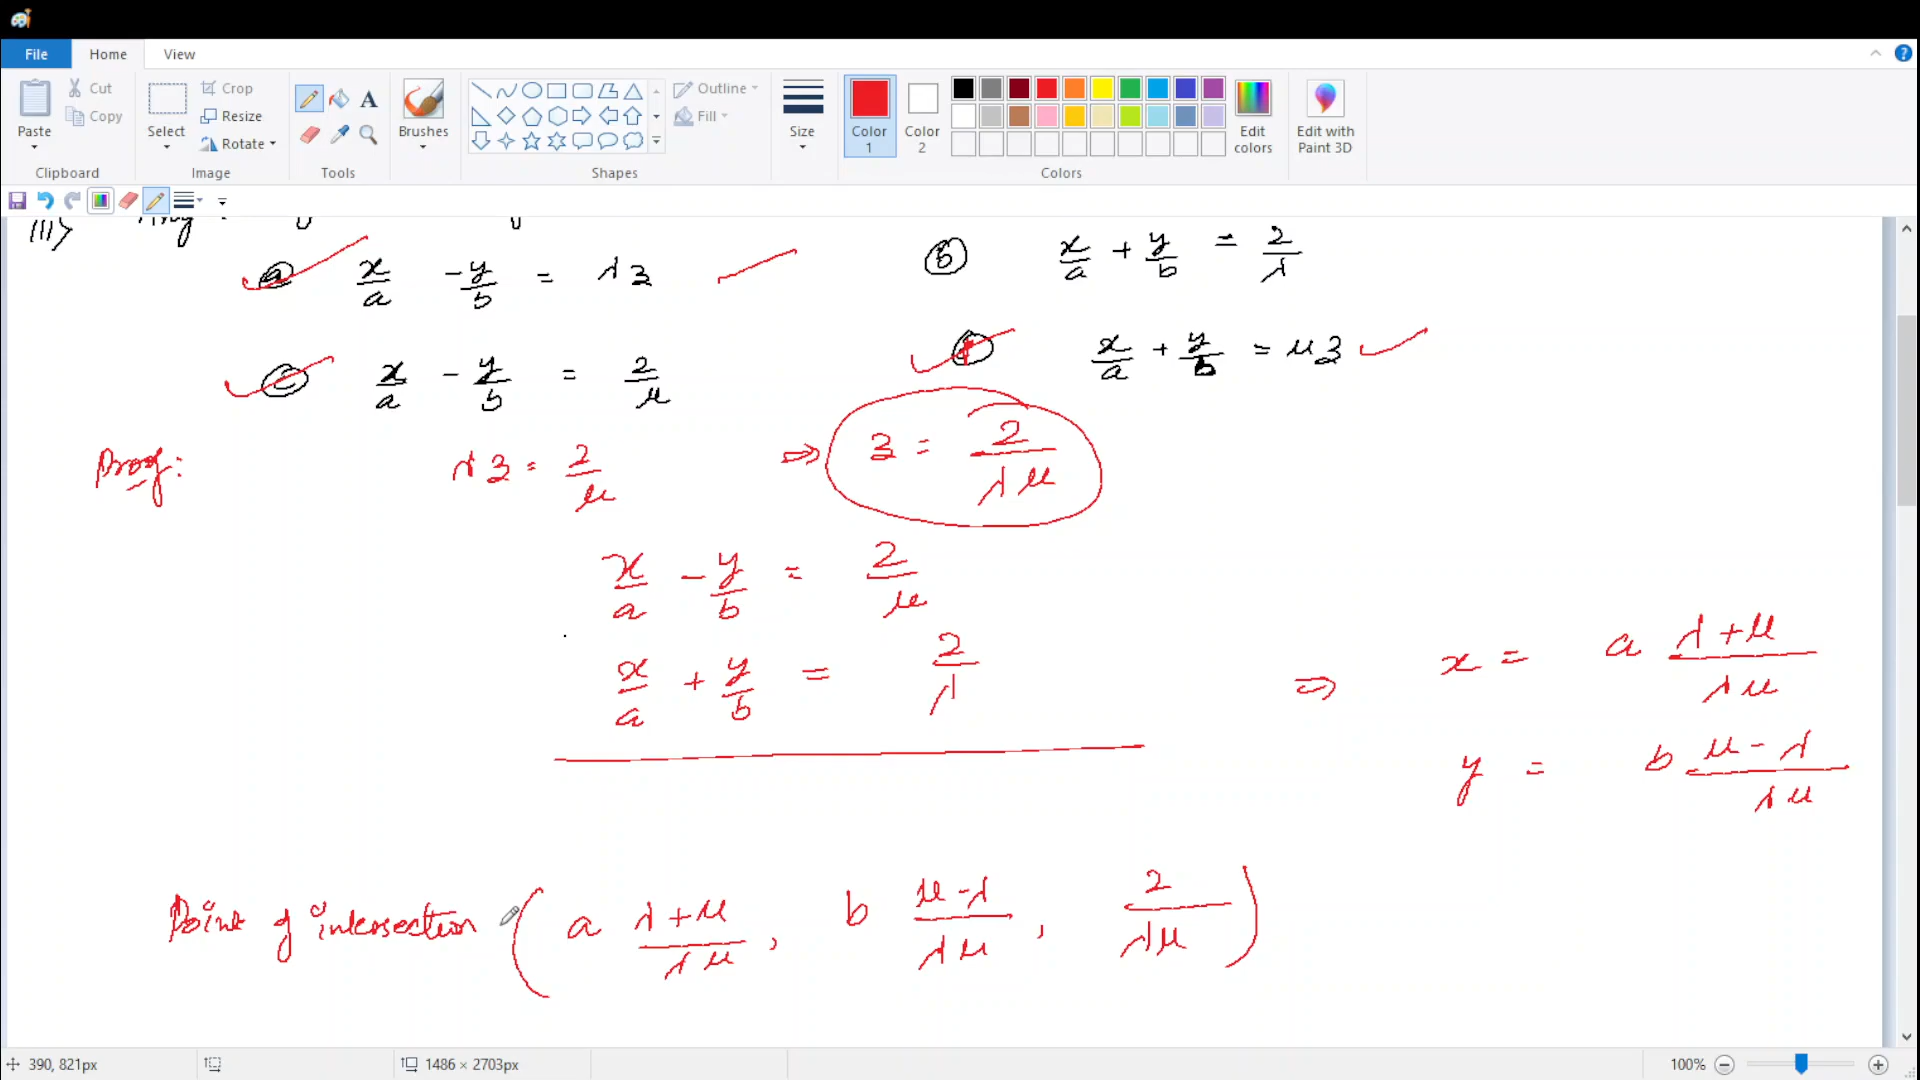 File Home View
Paste Cut Copy Clipboard
Select Crop Resize Rotate Image
Tools
Brushes
Outline Fill Shapes
Size
Color 1 Color 2 Edit colors Colors
Edit with Paint 3D
III>
ⓐ x/a - y/b = λz
ⓑ x/a + y/b = 2/λ
ⓒ x/a - y/b = 2/μ
x/a + y/b = μz
Proof: λz = 2/μ ⇒ z = 2/λμ
x/a - y/b = 2/μ
x/a + y/b = 2/λ
⇒ x = a (λ+μ)/λμ
y = b (μ-λ)/λμ
Point of intersection ( a (λ+μ)/λμ , b (μ-λ)/λμ , 2/λμ )
390, 821px 1486 × 2703px 100%